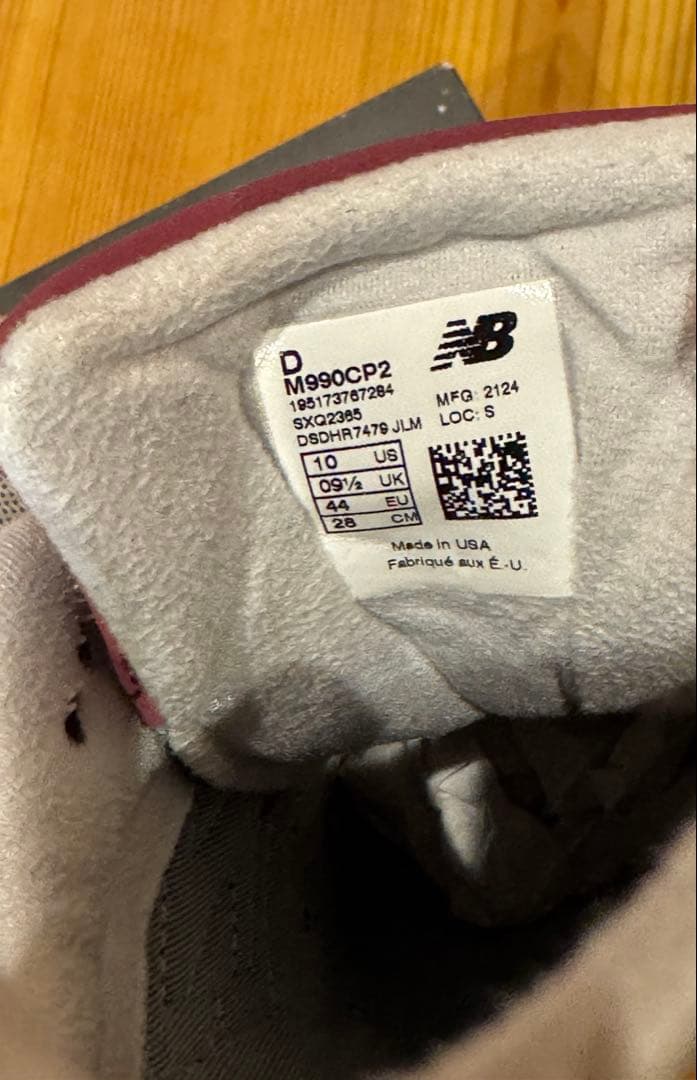 D
NB
M990CP2
195173767284
SXQ2365
DSDHR7479 JLM
MFG: 2124
LOC: S
10 US
09½ UK
44 EU
28 CM
Made in USA
Fabriqué aux É.-U.